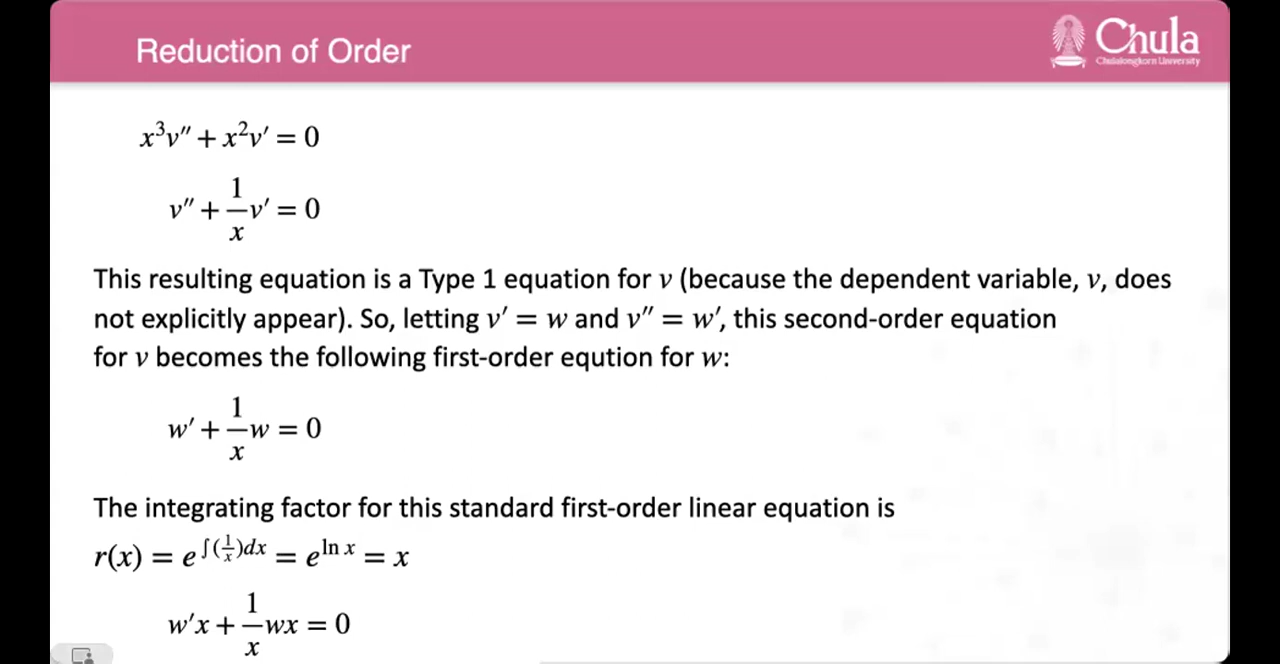 Reduction of Order
Chula
Chulalongkorn University
x³v″ + x²v′ = 0
v″ + 1/x v′ = 0
This resulting equation is a Type 1 equation for v (because the dependent variable, v, does
not explicitly appear). So, letting v′ = w and v″ = w′, this second-order equation
for v becomes the following first-order eqution for w:
w′ + 1/x w = 0
The integrating factor for this standard first-order linear equation is
r(x) = e^∫(1/x)dx = e^ln x = x
w′x + 1/x wx = 0